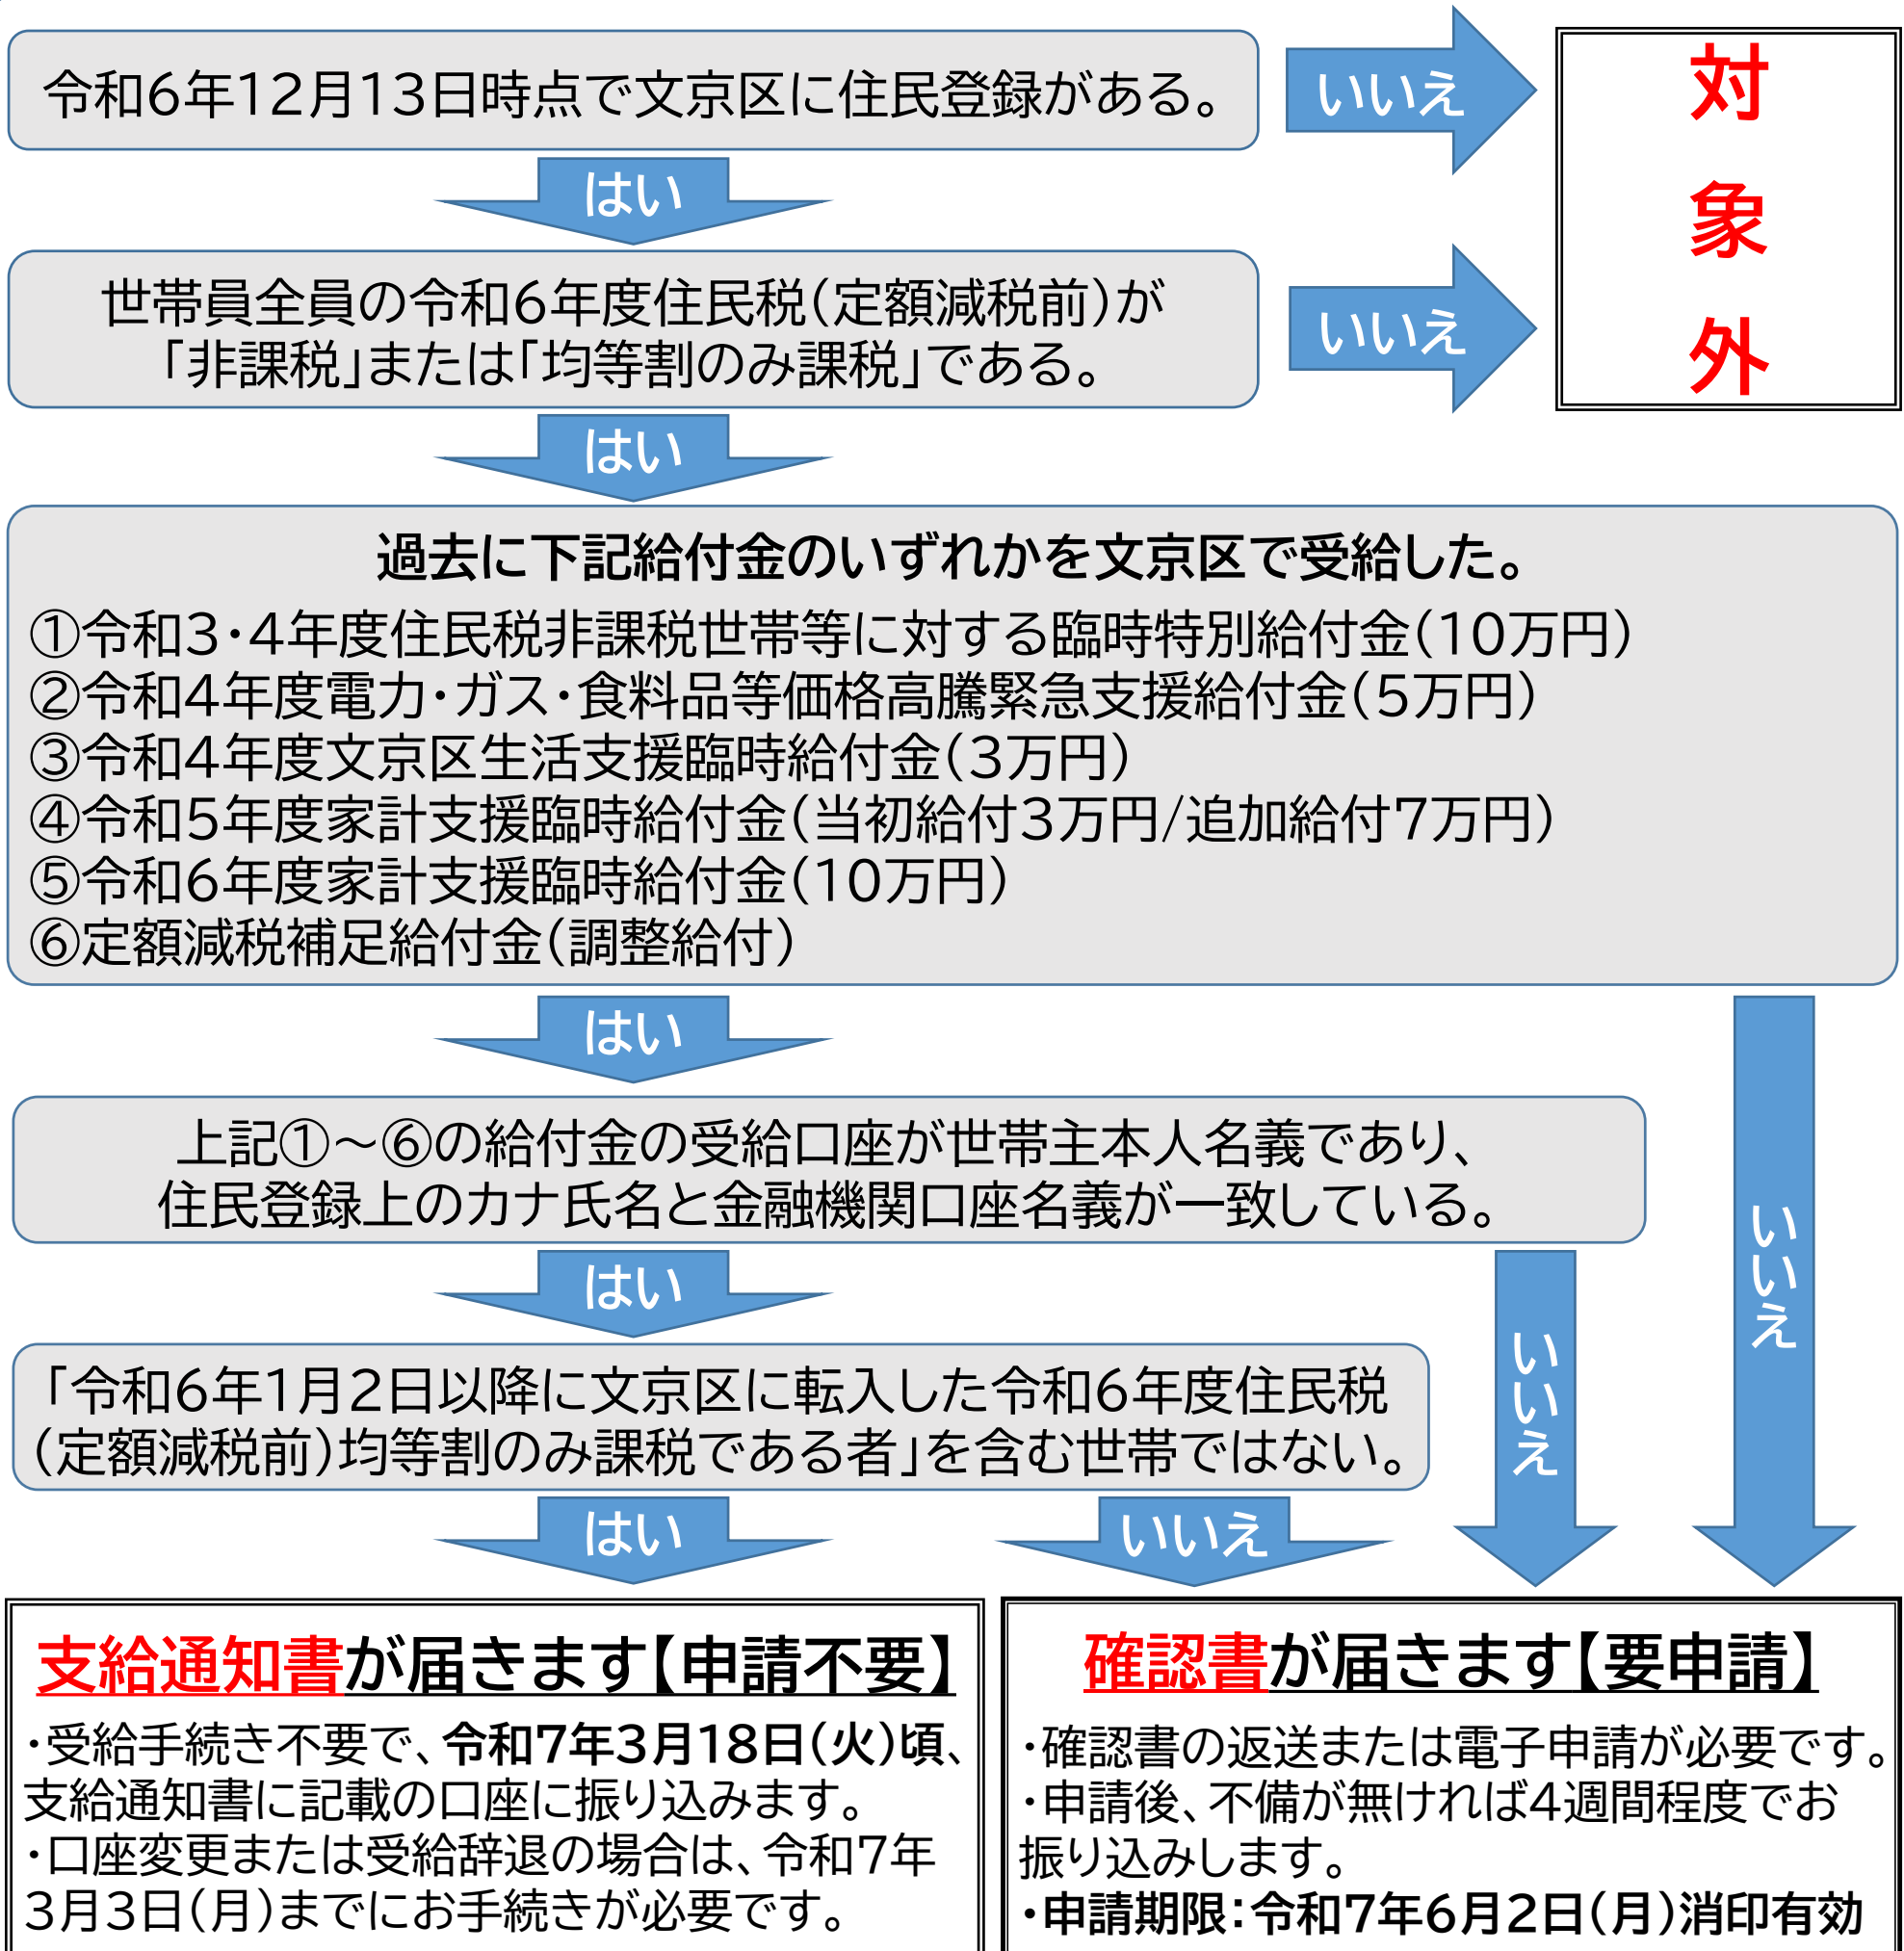 令和6年12月13日時点で文京区に住民登録がある。
いいえ
対
象
外
はい
世帯員全員の令和6年度住民税(定額減税前)が
「非課税」または「均等割のみ課税」である。
いいえ
はい
過去に下記給付金のいずれかを文京区で受給した。
①令和3・4年度住民税非課税世帯等に対する臨時特別給付金(10万円)
②令和4年度電力・ガス・食料品等価格高騰緊急支援給付金(5万円)
③令和4年度文京区生活支援臨時給付金(3万円)
④令和5年度家計支援臨時給付金(当初給付3万円/追加給付7万円)
⑤令和6年度家計支援臨時給付金(10万円)
⑥定額減税補足給付金(調整給付)
はい
いいえ
上記①～⑥の給付金の受給口座が世帯主本人名義であり、
住民登録上のカナ氏名と金融機関口座名義が一致している。
はい
いいえ
「令和6年1月2日以降に文京区に転入した令和6年度住民税
(定額減税前)均等割のみ課税である者」を含む世帯ではない。
はい
いいえ
支給通知書が届きます【申請不要】
・受給手続き不要で、令和7年3月18日(火)頃、
支給通知書に記載の口座に振り込みます。
・口座変更または受給辞退の場合は、令和7年
3月3日(月)までにお手続きが必要です。
確認書が届きます【要申請】
・確認書の返送または電子申請が必要です。
・申請後、不備が無ければ4週間程度でお
振り込みします。
・申請期限：令和7年6月2日(月)消印有効